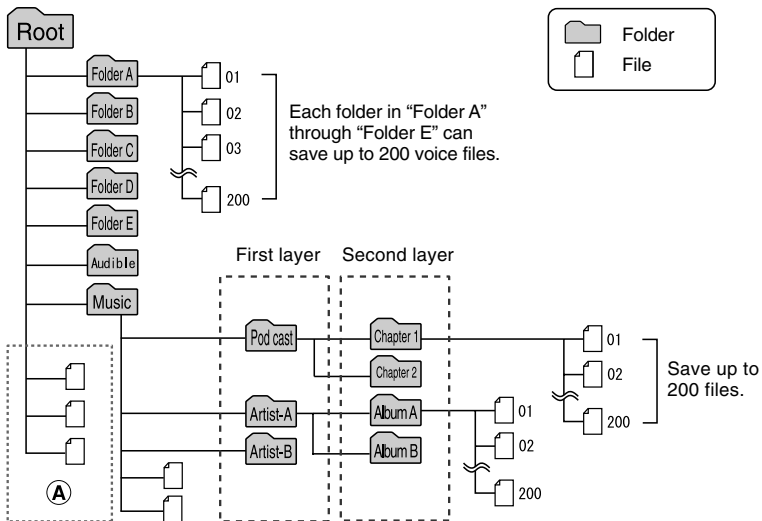 Root
Folder
File
Folder A
01
02
03
200
Each folder in “Folder A”
through “Folder E” can
save up to 200 voice files.
Folder B
Folder C
Folder D
Folder E
Audible
Music
First layer
Second layer
Pod cast
Chapter 1
Chapter 2
01
02
200
Save up to
200 files.
Artist-A
Album A
01
02
200
Artist-B
Album B
A